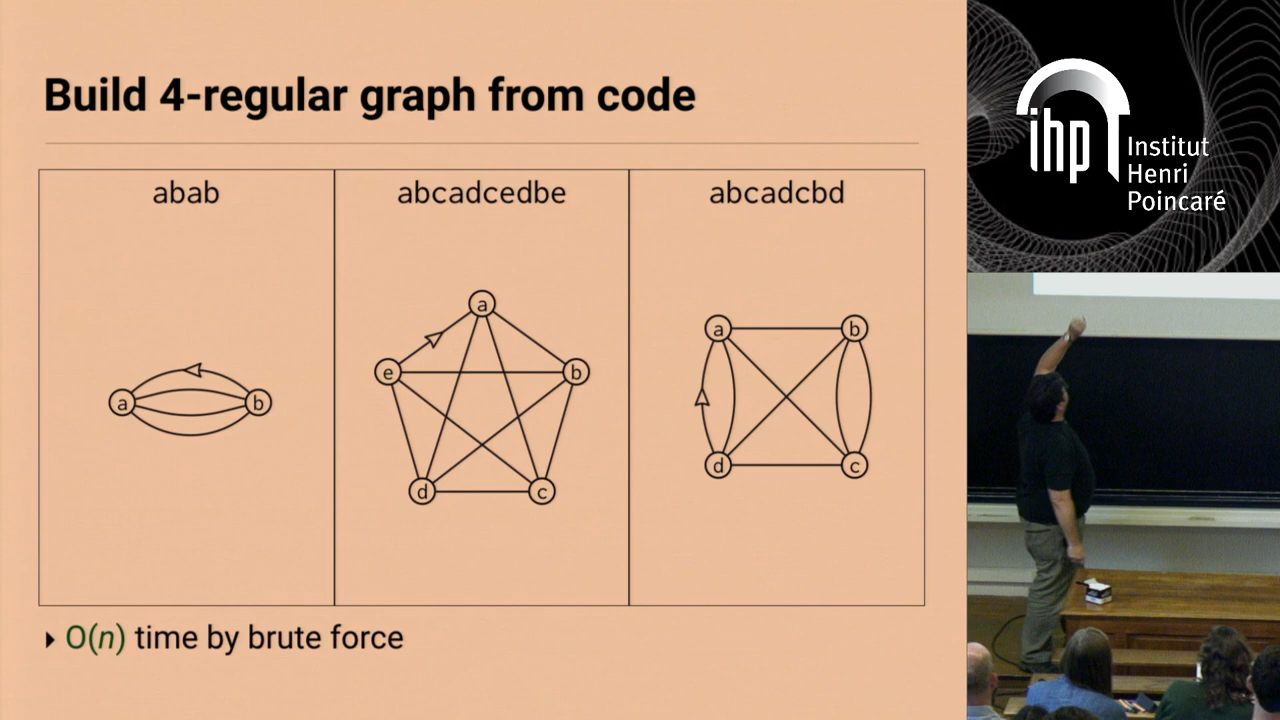 Build 4-regular graph from code
abab
abcadcedbe
abcadcbd
a
b
a
e
b
d
c
a
b
d
c
O(n) time by brute force
ihp
Institut
Henri
Poincaré